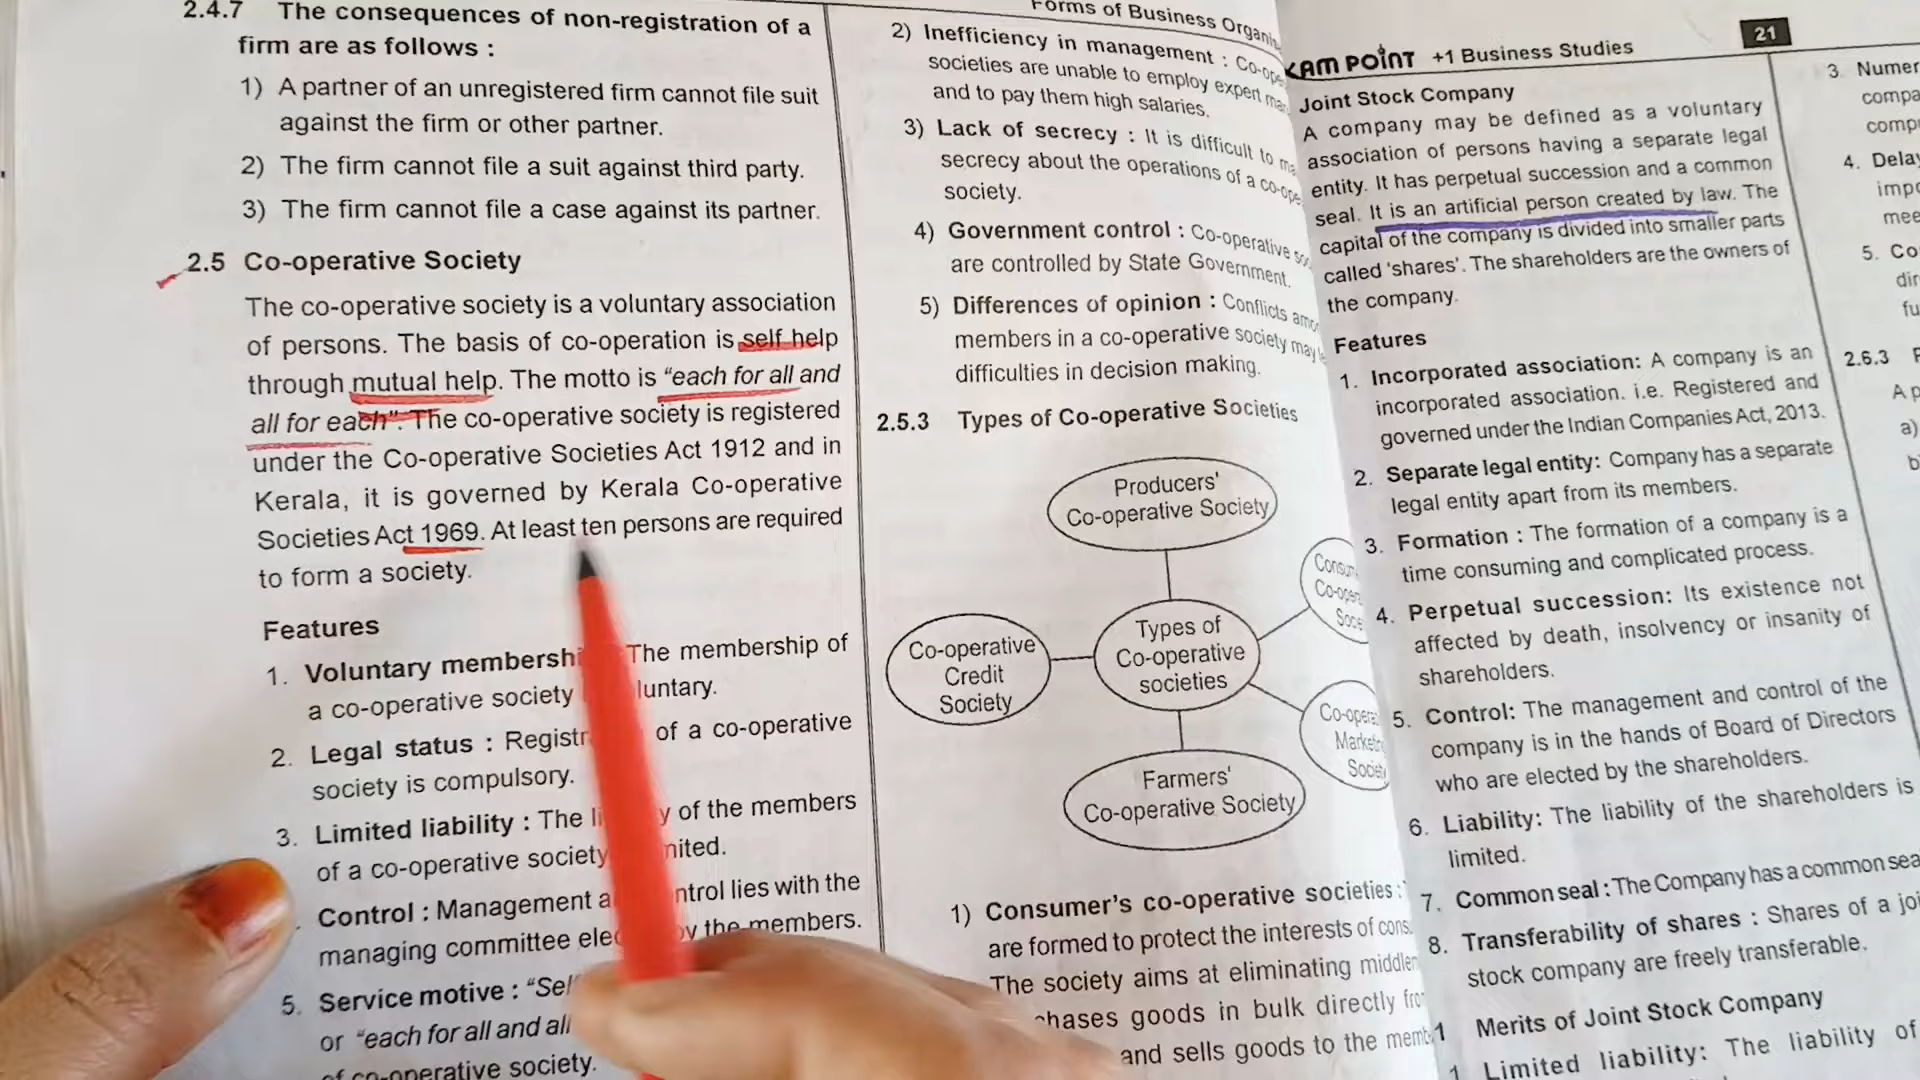 2.4.7 The consequences of non-registration of a
firm are as follows :
1) A partner of an unregistered firm cannot file suit
against the firm or other partner.
2) The firm cannot file a suit against third party.
3) The firm cannot file a case against its partner.
2.5 Co-operative Society
The co-operative society is a voluntary association
of persons. The basis of co-operation is self help
through mutual help. The motto is “each for all and
all for each”. The co-operative society is registered
under the Co-operative Societies Act 1912 and in
Kerala, it is governed by Kerala Co-operative
Societies Act 1969. At least ten persons are required
to form a society.
Features
1. Voluntary The membership of
a co-operative society
2. Legal status : of a co-operative
society is compulsory.
3. Limited liability : The of the members
of a co-operative society
Control : Management lies with the
managing committee by the members.
5. Service motive :
or “each for all and all
of co-operative society.
Forms of Business
2) Inefficiency in management :
societies are unable to employ expert
and to pay them high salaries.
3) Lack of secrecy : It is difficult to
secrecy about the operations of a
society.
4) Government control : Co-operative
are controlled by State Government.
5) Differences of opinion : Conflicts
members in a co-operative society may
difficulties in decision making.
2.5.3 Types of Co-operative Societies
Producers'
Co-operative Society
Co-operative
Credit
Society
Types of
Co-operative
societies
Farmers'
Co-operative Society
1) Consumer's co-operative societies :
are formed to protect the interests of
The society aims at eliminating
goods in bulk directly
and sells goods to the
POINT +1 Business Studies 21
Joint Stock Company
A company may be defined as a voluntary
association of persons having a separate legal
entity. It has perpetual succession and a common
seal. It is an artificial person created by law. The
capital of the company is divided into smaller parts
called 'shares'. The shareholders are the owners of
the company.
Features
1. Incorporated association: A company is an
incorporated association. i.e. Registered and
governed under the Indian Companies Act, 2013.
2. Separate legal entity: Company has a separate
legal entity apart from its members.
3. Formation : The formation of a company is a
time consuming and complicated process.
4. Perpetual succession: Its existence not
affected by death, insolvency or insanity of
shareholders.
5. Control: The management and control of the
company is in the hands of Board of Directors
who are elected by the shareholders.
6. Liability: The liability of the shareholders is
limited.
7. Common seal : The Company has a common
8. Transferability of shares : Shares of a
stock company are freely transferable.
Merits of Joint Stock Company
1 Limited liability: The liability of
3.
4.
5.
2.6.3
a)